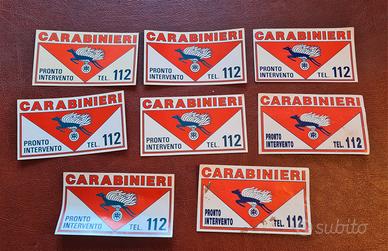 CARABINIERI
PRONTO
INTERVENTO TEL. 112
CARABINIERI
PRONTO
INTERVENTO TEL. 112
CARABINIERI
PRONTO
INTERVENTO TEL. 112
CARABINIERI
PRONTO
INTERVENTO TEL. 112
CARABINIERI
PRONTO
INTERVENTO TEL. 112
CARABINIERI
PRONTO
INTERVENTO TEL. 112
CARABINIERI
PRONTO
INTERVENTO TEL. 112
CARABINIERI
PRONTO
INTERVENTO TEL. 112
subito